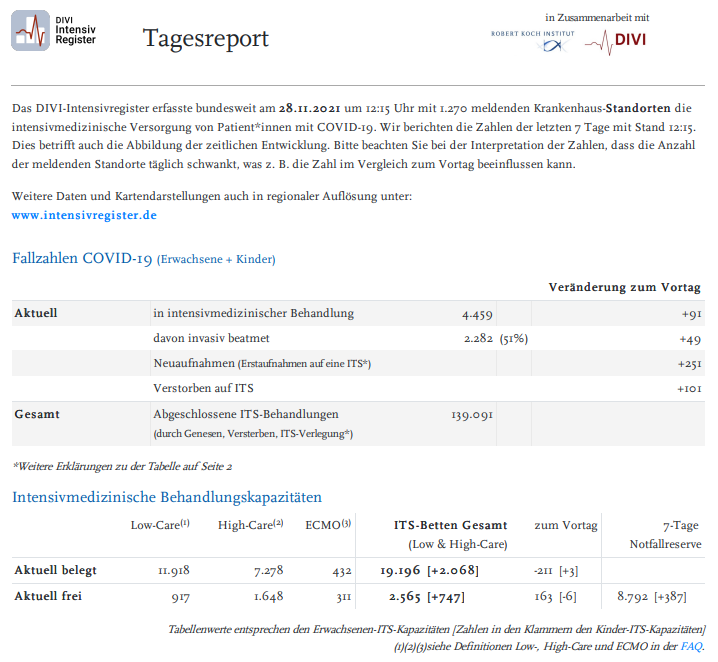 DIVI
Intensiv
Register
Tagesreport
in Zusammenarbeit mit
ROBERT KOCH INSTITUT
DIVI
Das DIVI-Intensivregister erfasste bundesweit am 28.11.2021 um 12:15 Uhr mit 1.270 meldenden Krankenhaus-Standorten die
intensivmedizinische Versorgung von Patient*innen mit COVID-19. Wir berichten die Zahlen der letzten 7 Tage mit Stand 12:15.
Dies betrifft auch die Abbildung der zeitlichen Entwicklung. Bitte beachten Sie bei der Interpretation der Zahlen, dass die Anzahl
der meldenden Standorte täglich schwankt, was z. B. die Zahl im Vergleich zum Vortag beeinflussen kann.
Weitere Daten und Kartendarstellungen auch in regionaler Auflösung unter:
www.intensivregister.de
Fallzahlen COVID-19 (Erwachsene + Kinder)
Veränderung zum Vortag
Aktuell in intensivmedizinischer Behandlung 4.459 +91
davon invasiv beatmet 2.282 (51%) +49
Neuaufnahmen (Erstaufnahmen auf eine ITS*) +251
Verstorben auf ITS +101
Gesamt Abgeschlossene ITS-Behandlungen 139.091
(durch Genesen, Versterben, ITS-Verlegung*)
*Weitere Erklärungen zu der Tabelle auf Seite 2
Intensivmedizinische Behandlungskapazitäten
Low-Care(1) High-Care(2) ECMO(3) ITS-Betten Gesamt zum Vortag 7-Tage
(Low & High-Care) Notfallreserve
Aktuell belegt 11.918 7.278 432 19.196 [+2.068] -211 [+3]
Aktuell frei 917 1.648 311 2.565 [+747] 163 [-6] 8.792 [+387]
Tabellenwerte entsprechen den Erwachsenen-ITS-Kapazitäten [Zahlen in den Klammern den Kinder-ITS-Kapazitäten]
(1)(2)(3)siehe Definitionen Low-, High-Care und ECMO in der FAQ.